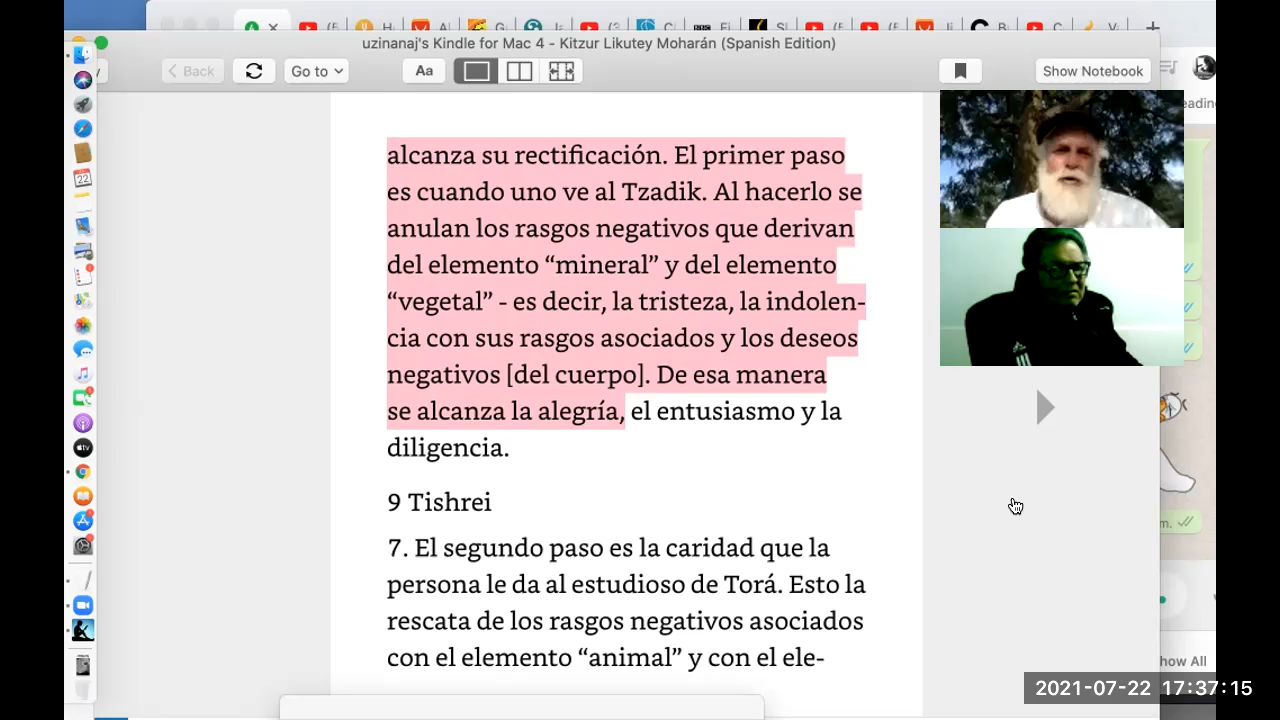 uzinanaj's Kindle for Mac 4 - Kitzur Likutey Moharán (Spanish Edition)
Back
Go to
Aa
Show Notebook
eading
22
alcanza su rectificación. El primer paso
es cuando uno ve al Tzadik. Al hacerlo se
anulan los rasgos negativos que derivan
del elemento “mineral” y del elemento
“vegetal” - es decir, la tristeza, la indolen-
cia con sus rasgos asociados y los deseos
negativos [del cuerpo]. De esa manera
se alcanza la alegría, el entusiasmo y la
diligencia.
9 Tishrei
7. El segundo paso es la caridad que la
persona le da al estudioso de Torá. Esto la
rescata de los rasgos negativos asociados
con el elemento “animal” y con el ele-
m.
how All
tv
2021-07-22 17:37:15